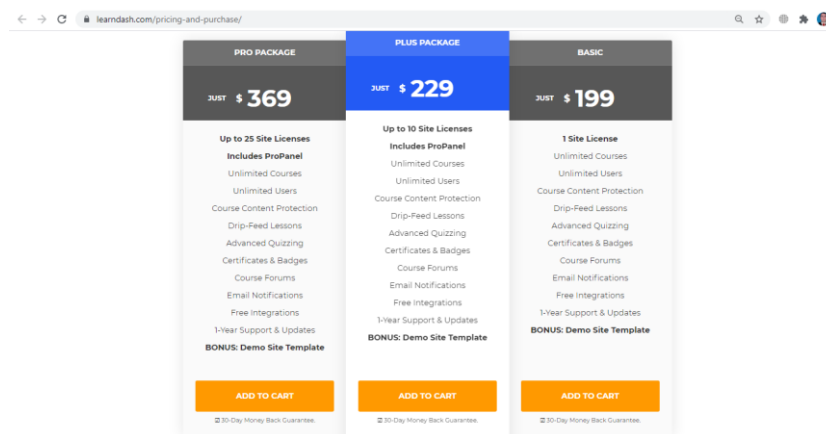 learndash.com/pricing-and-purchase/
PRO PACKAGE
JUST $ 369
Up to 25 Site Licenses
Includes ProPanel
Unlimited Courses
Unlimited Users
Course Content Protection
Drip-Feed Lessons
Advanced Quizzing
Certificates & Badges
Course Forums
Email Notifications
Free Integrations
1-Year Support & Updates
BONUS: Demo Site Template
ADD TO CART
30-Day Money Back Guarantee.
PLUS PACKAGE
JUST $ 229
Up to 10 Site Licenses
Includes ProPanel
Unlimited Courses
Unlimited Users
Course Content Protection
Drip-Feed Lessons
Advanced Quizzing
Certificates & Badges
Course Forums
Email Notifications
Free Integrations
1-Year Support & Updates
BONUS: Demo Site Template
ADD TO CART
30-Day Money Back Guarantee.
BASIC
JUST $ 199
1 Site License
Unlimited Courses
Unlimited Users
Course Content Protection
Drip-Feed Lessons
Advanced Quizzing
Certificates & Badges
Course Forums
Email Notifications
Free Integrations
1-Year Support & Updates
BONUS: Demo Site Template
ADD TO CART
30-Day Money Back Guarantee.